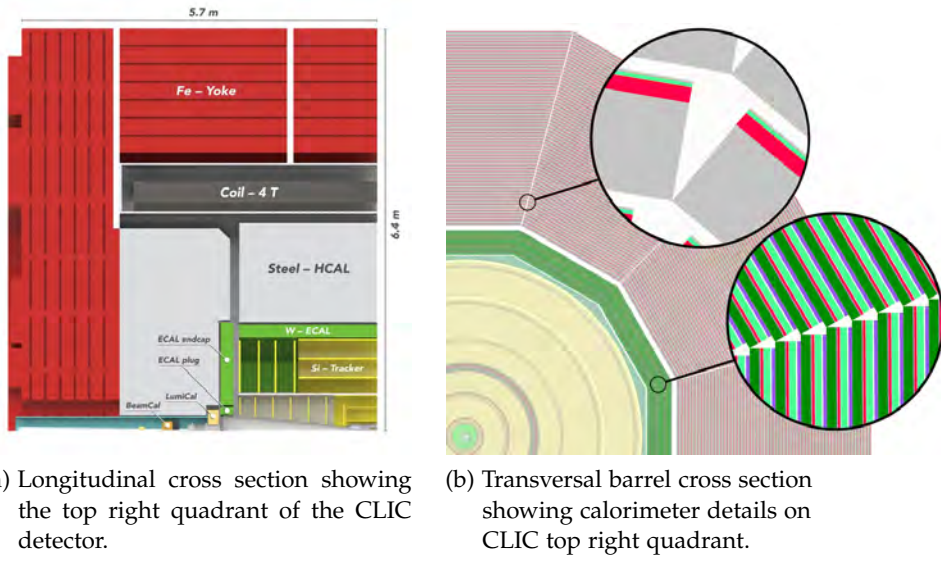 5.7 m
Fe – Yoke
Coil – 4 T
6.4 m
Steel – HCAL
W – ECAL
ECAL endcap
ECAL plug
Si – Tracker
LumiCal
BeamCal
) Longitudinal cross section showing
the top right quadrant of the CLIC
detector.
(b) Transversal barrel cross section
showing calorimeter details on
CLIC top right quadrant.